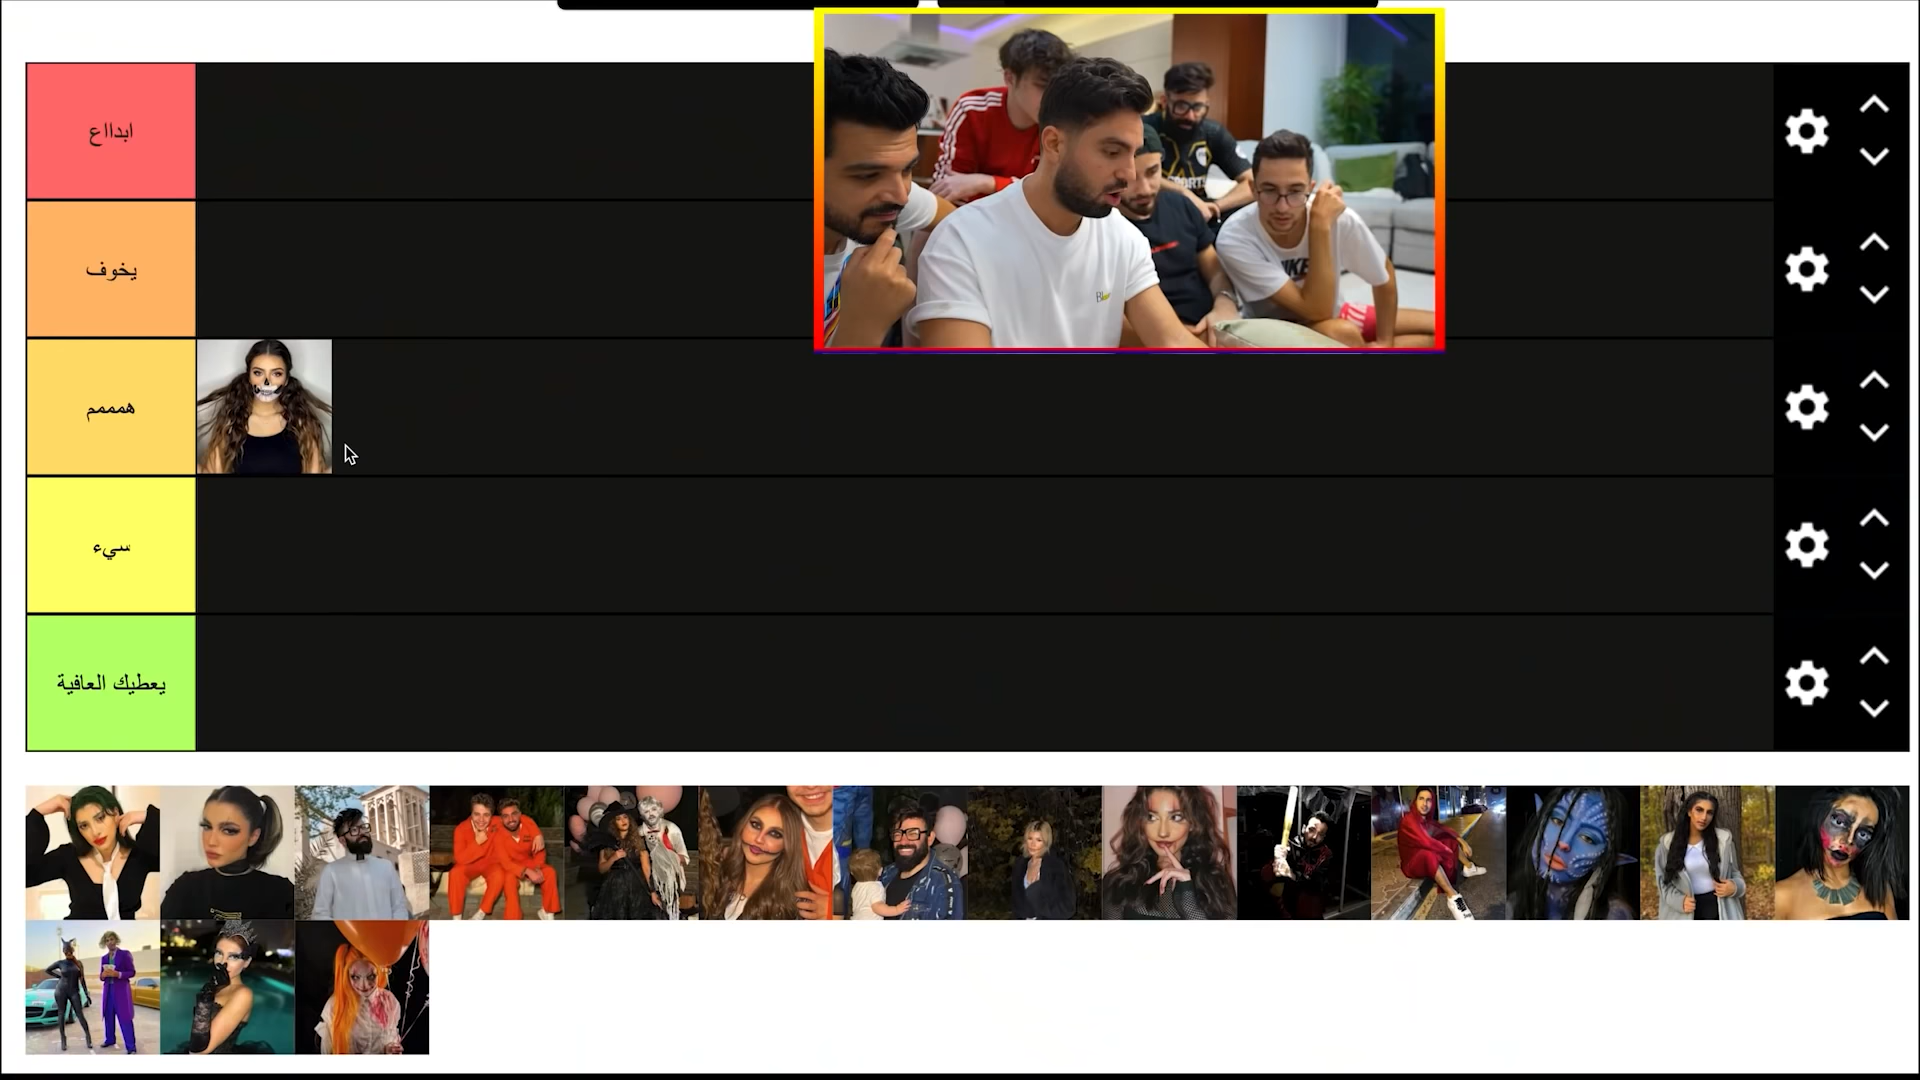 ابدااع
يخوف
همممم
سيء
يعطيك العافية